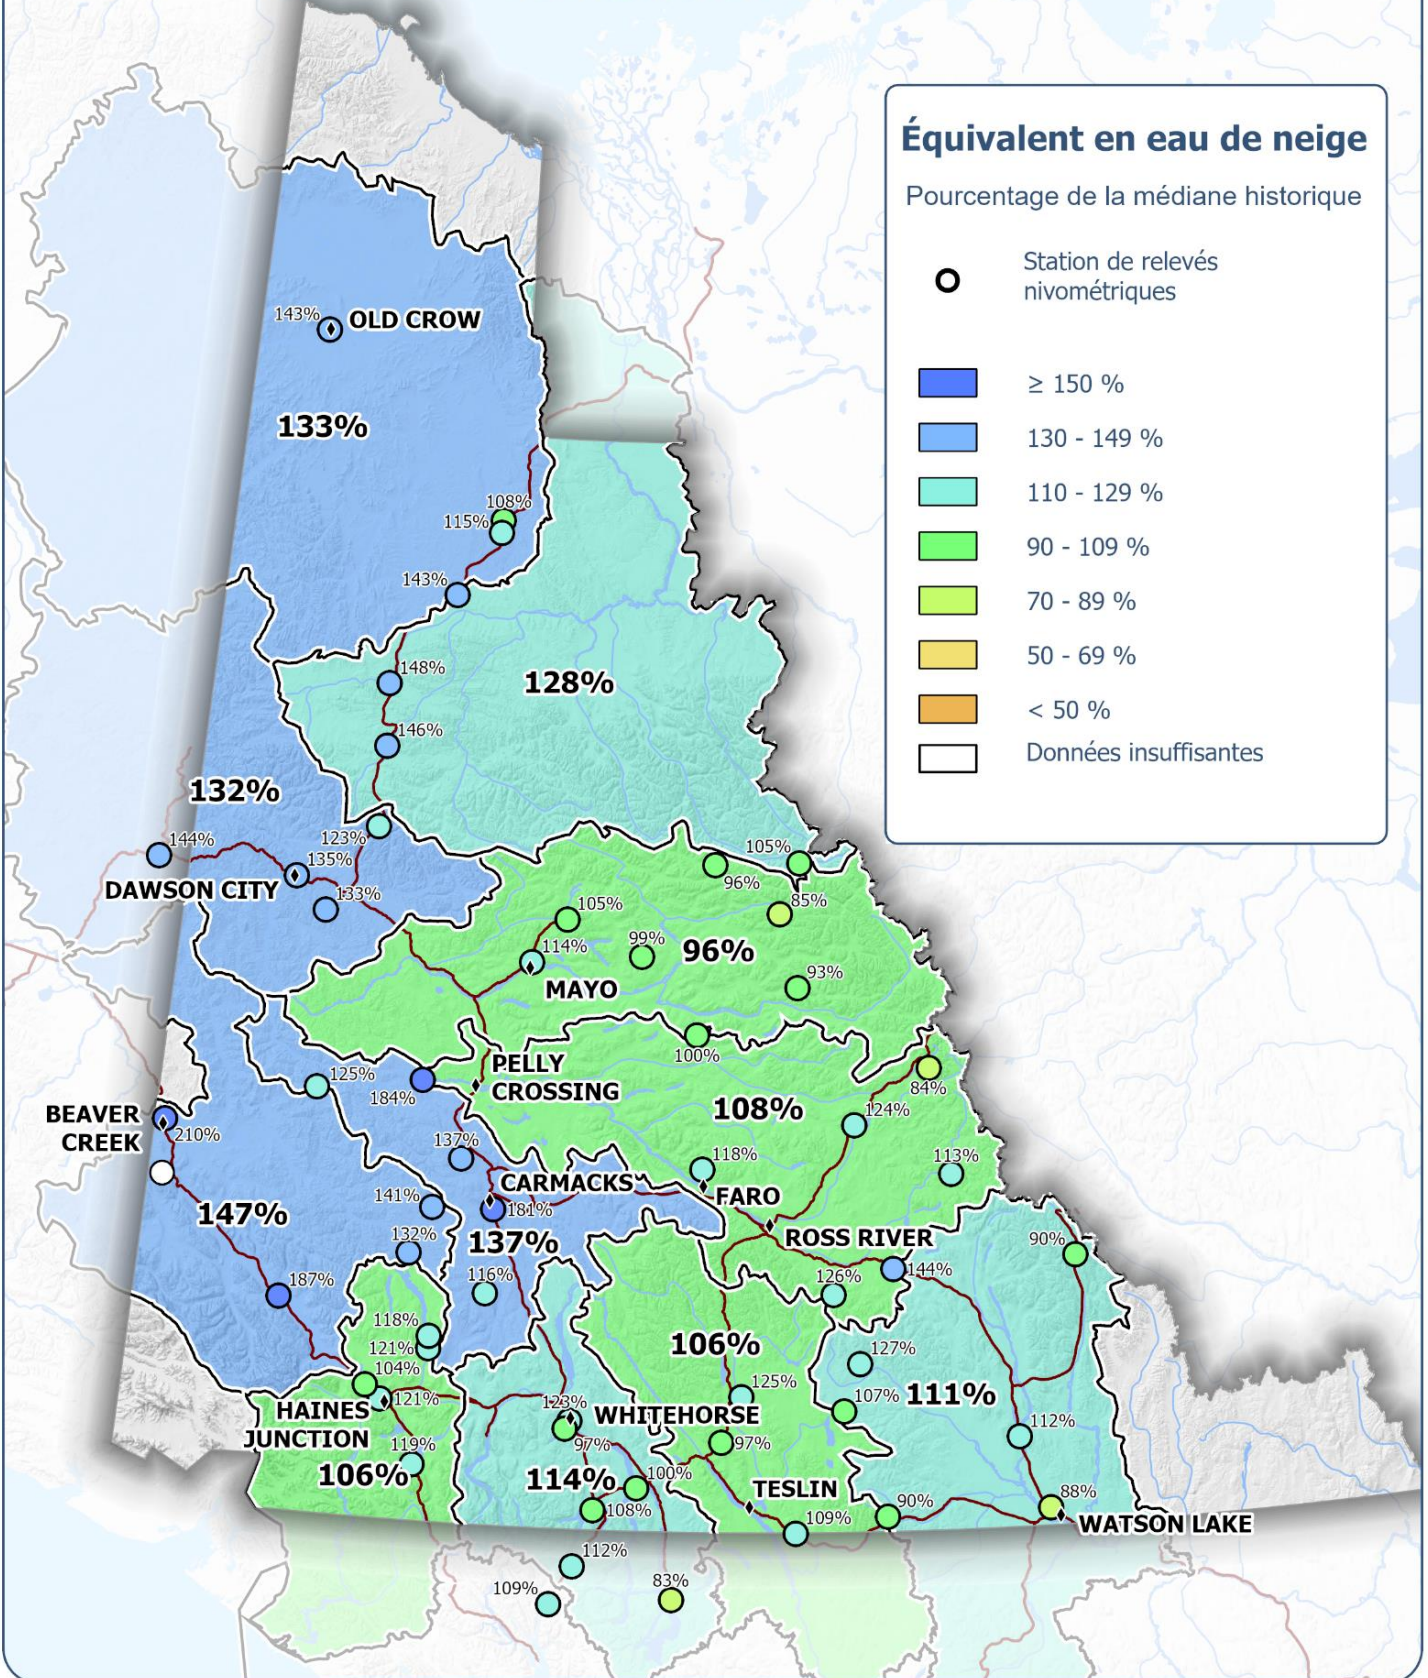 Équivalent en eau de neige
Pourcentage de la médiane historique
Station de relevés
nivométriques
≥ 150 %
130 - 149 %
110 - 129 %
90 - 109 %
70 - 89 %
50 - 69 %
< 50 %
Données insuffisantes
143%
OLD CROW
133%
108%
115%
143%
148%
128%
146%
132%
123%
144%
135%
DAWSON CITY
133%
105%
96%
85%
105%
114%
99%
96%
93%
MAYO
100%
PELLY
CROSSING
125%
184%
84%
108%
124%
BEAVER
CREEK
210%
137%
118%
113%
CARMACKS
FARO
141%
181%
147%
132%
137%
ROSS RIVER
90%
187%
116%
126%
144%
118%
121%
106%
127%
104%
121%
125%
107%
111%
HAINES
JUNCTION
123%
WHITEHORSE
97%
97%
112%
119%
106%
114%
100%
TESLIN
108%
109%
90%
88%
WATSON LAKE
112%
109%
83%